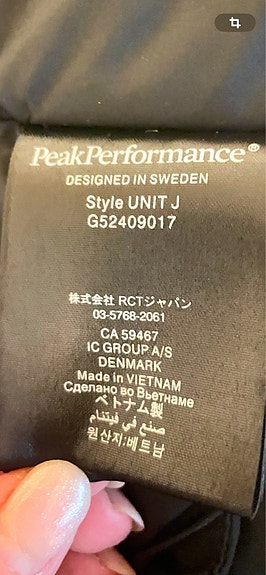 PeakPerformance®
DESIGNED IN SWEDEN
Style UNIT J
G52409017
株式会社 RCTジャパン
03-5768-2061
CA 59467
IC GROUP A/S
DENMARK
Made in VIETNAM
Сделано во Вьетнаме
ベトナム製
صنع في فيتنام
원산지:베트남